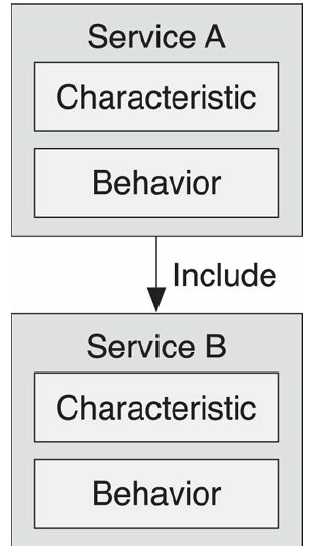 Service A
Characteristic
Behavior
Include
Service B
Characteristic
Behavior